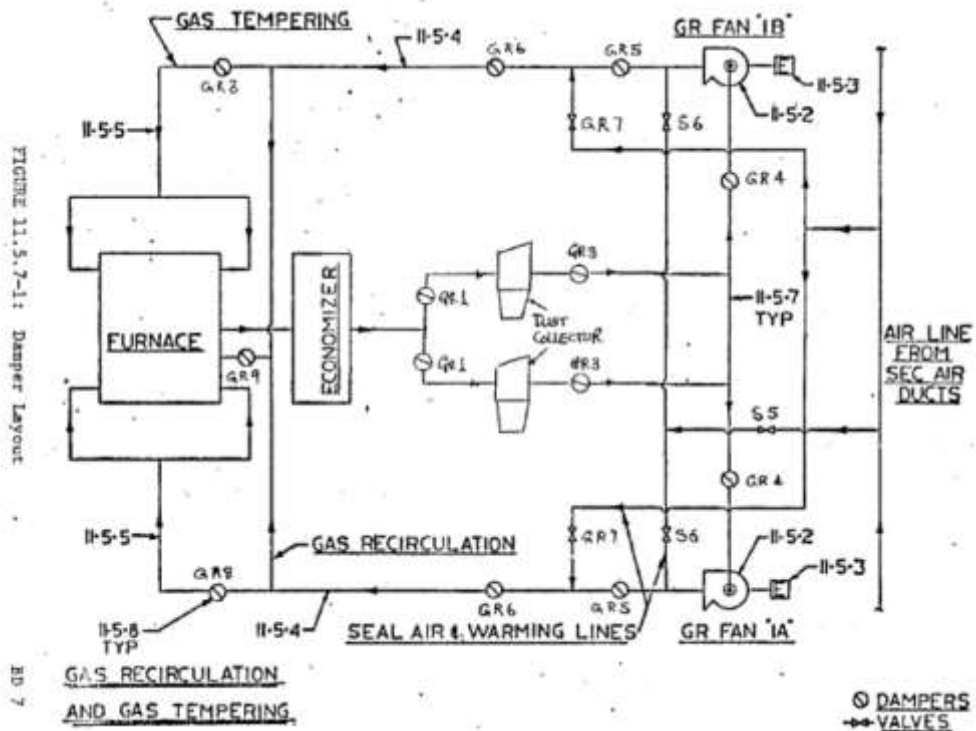 GAS TEMPERING
11-5-4
GR6
GR5
GR FAN "1B"
11-5-3
GR8
11-5-2
11-5-5
GR7
S6
GR4
FIGURE 11.5.7-1: Damper Layout
BD 7
FURNACE
ECONOMIZER
GR1
GR3
11-5-7
TYP
DUST
COLLECTOR
AIR LINE
FROM
SEC AIR
DUCTS
GR9
GR1
GR3
S5
GR4
11-5-5
GAS RECIRCULATION
GR7
S6
11-5-2
11-5-3
GR8
GR6
GR5
11-5-8
TYP
11-5-4
SEAL AIR & WARMING LINES
GR FAN "1A"
GAS RECIRCULATION
AND GAS TEMPERING
DAMPERS
VALVES